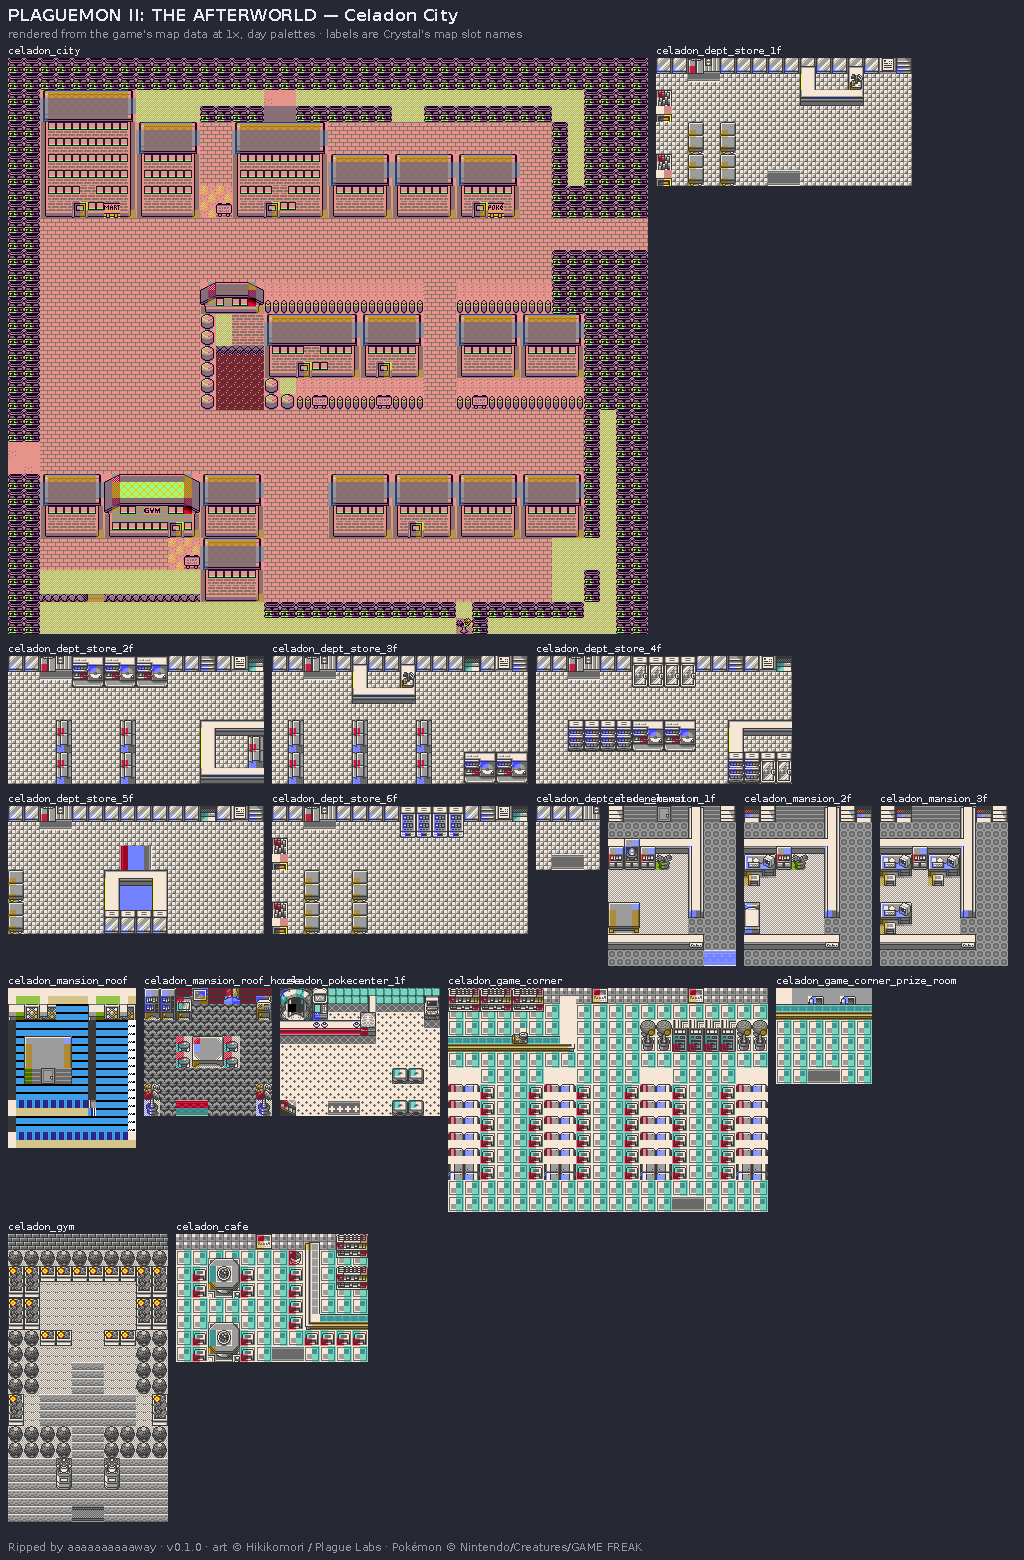 PLAGUEMON II: THE AFTERWORLD — Celadon City
rendered from the game's map data at 1x, day palettes · labels are Crystal's map slot names
celadon_city
celadon_dept_store_1f
MART
POKé
GYM
celadon_dept_store_2f
celadon_dept_store_3f
celadon_dept_store_4f
celadon_dept_store_5f
celadon_dept_store_6f
celadon_mansion_2f
celadon_mansion_3f
celadon_mansion_roof
celadon_mansion_roof_house
celadon_pokecenter_1f
celadon_game_corner
celadon_game_corner_prize_room
celadon_gym
celadon_cafe
Ripped by aaaaaaaaaaway · v0.1.0 · art © Hikikomori / Plague Labs · Pokémon © Nintendo/Creatures/GAME FREAK